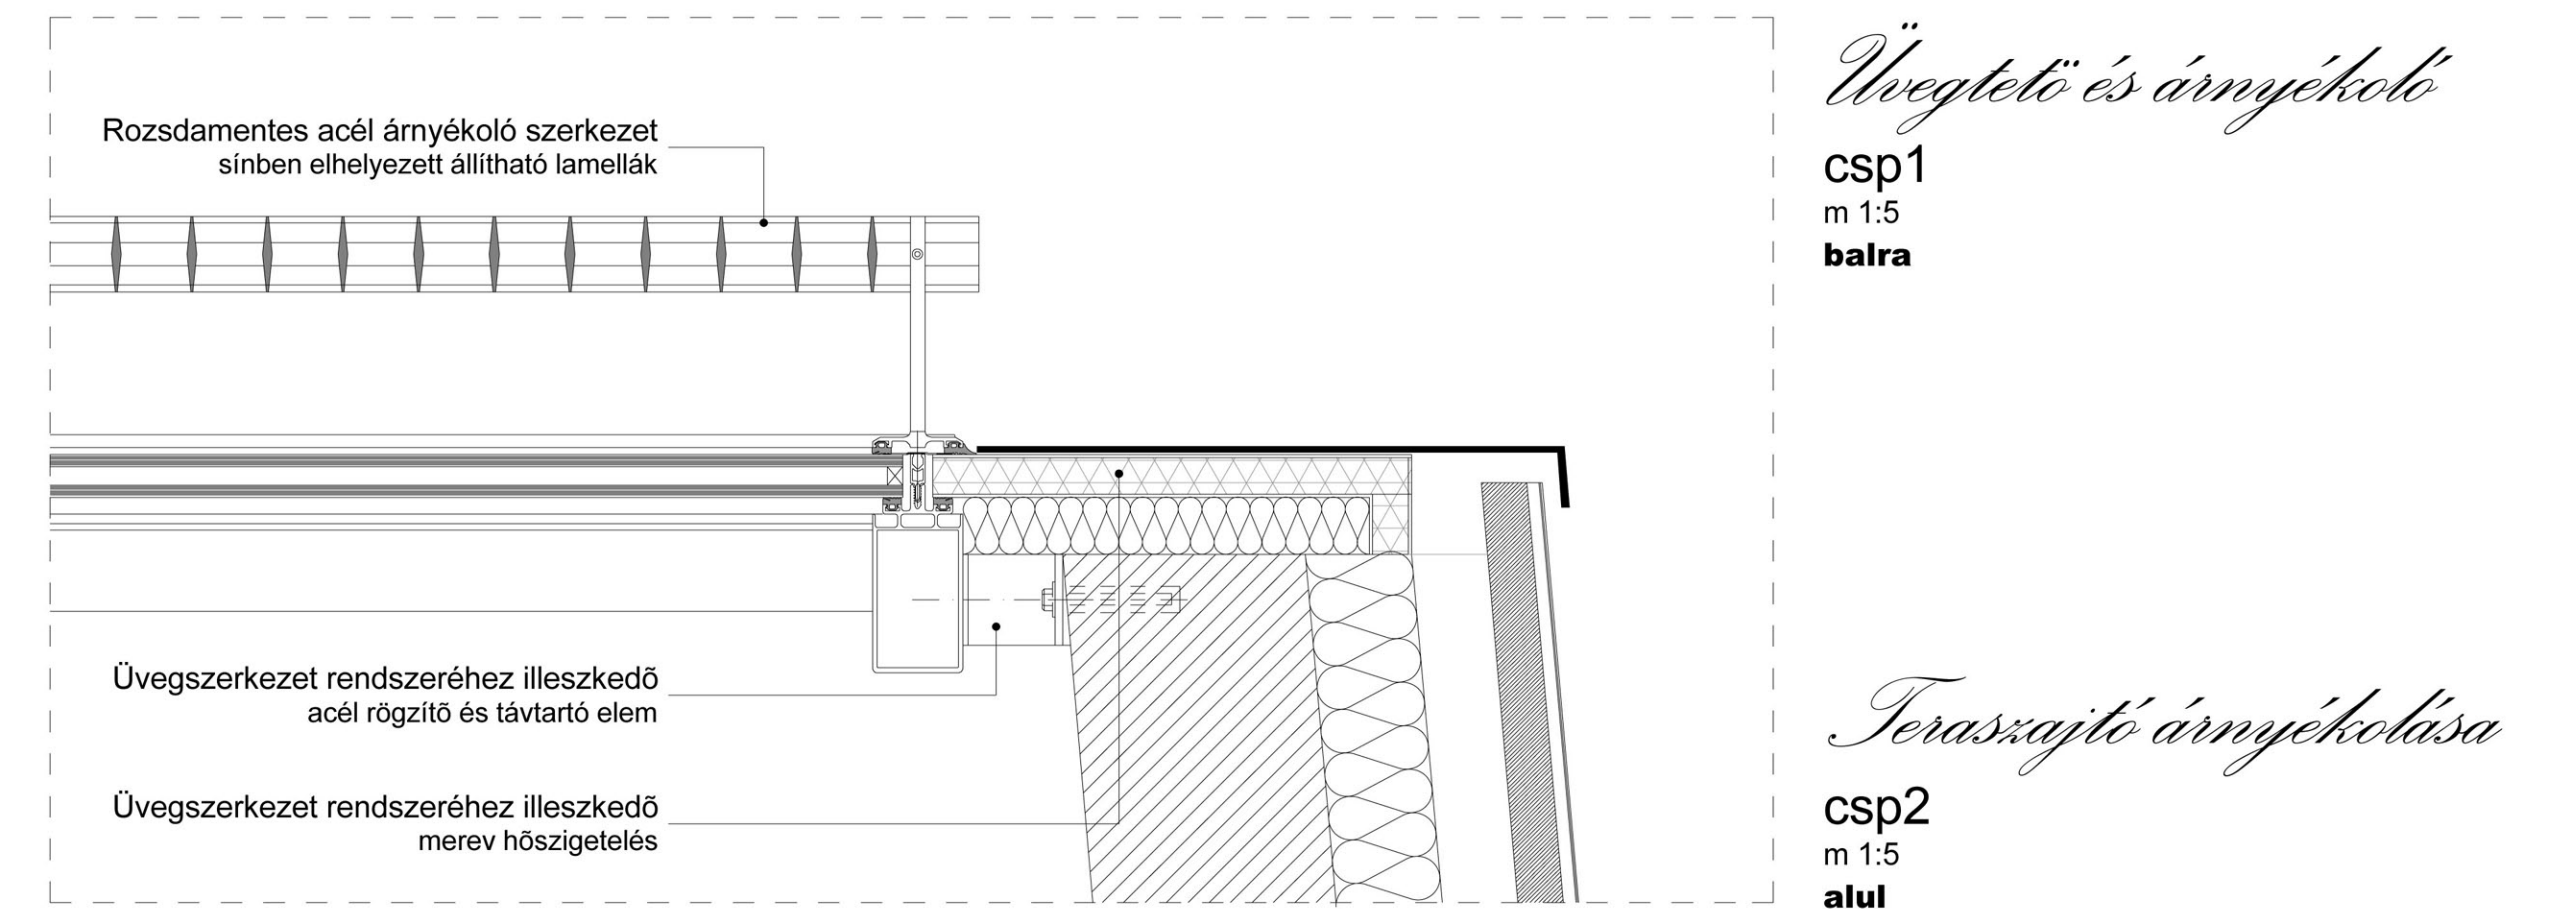 Rozsdamentes acél árnyékoló szerkezet
sínben elhelyezett állítható lamellák
Üvegszerkezet rendszeréhez illeszkedõ
acél rögzítõ és távtartó elem
Üvegszerkezet rendszeréhez illeszkedõ
merev hõszigetelés
Üvegtetö és árnyékoló
csp1
m 1:5
balra
Teraszajtó árnyékolása
csp2
m 1:5
alul